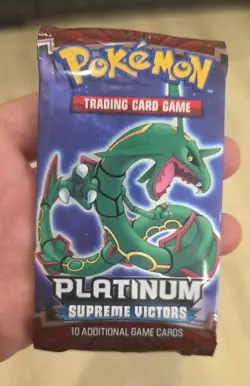 POKéMON
TRADING CARD GAME
PLATINUM
SUPREME VICTORS
10 ADDITIONAL GAME CARDS